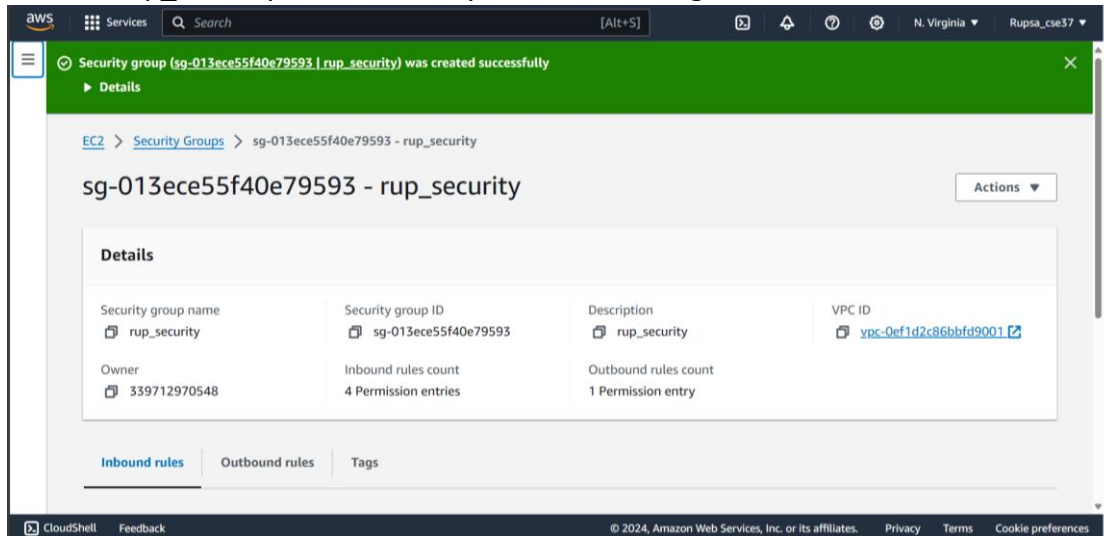 aws Services Search [Alt+S] N. Virginia Rupsa_cse37
Security group (sg-013ece55f40e79593 | rup_security) was created successfully
Details
EC2 > Security Groups > sg-013ece55f40e79593 - rup_security
sg-013ece55f40e79593 - rup_security
Actions
Details
Security group name Security group ID Description VPC ID
rup_security sg-013ece55f40e79593 rup_security vpc-0ef1d2c86bbfd9001
Owner Inbound rules count Outbound rules count
339712970548 4 Permission entries 1 Permission entry
Inbound rules Outbound rules Tags
CloudShell Feedback © 2024, Amazon Web Services, Inc. or its affiliates. Privacy Terms Cookie preferences